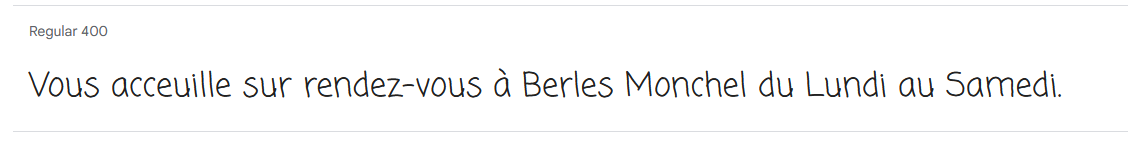 Regular 400
Vous acceuille sur rendez-vous à Berles Monchel du Lundi au Samedi.